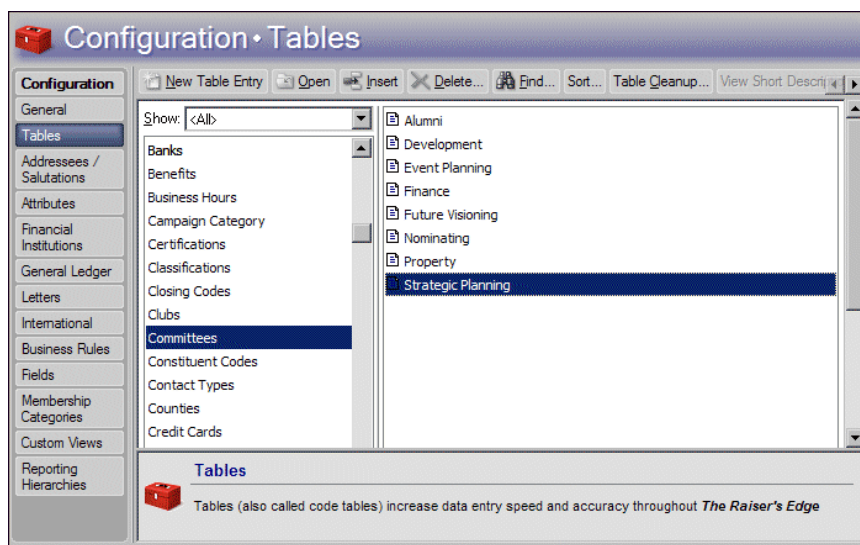 Configuration • Tables
Configuration
General
Tables
Addressees /
Salutations
Attributes
Financial
Institutions
General Ledger
Letters
International
Business Rules
Fields
Membership
Categories
Custom Views
Reporting
Hierarchies
New Table Entry Open Insert Delete... Find... Sort... Table Cleanup... View Short
Show: <All>
Banks
Benefits
Business Hours
Campaign Category
Certifications
Classifications
Closing Codes
Clubs
Committees
Constituent Codes
Contact Types
Counties
Credit Cards
Alumni
Development
Event Planning
Finance
Future Visioning
Nominating
Property
Strategic Planning
Tables
Tables (also called code tables) increase data entry speed and accuracy throughout The Raiser's Edge